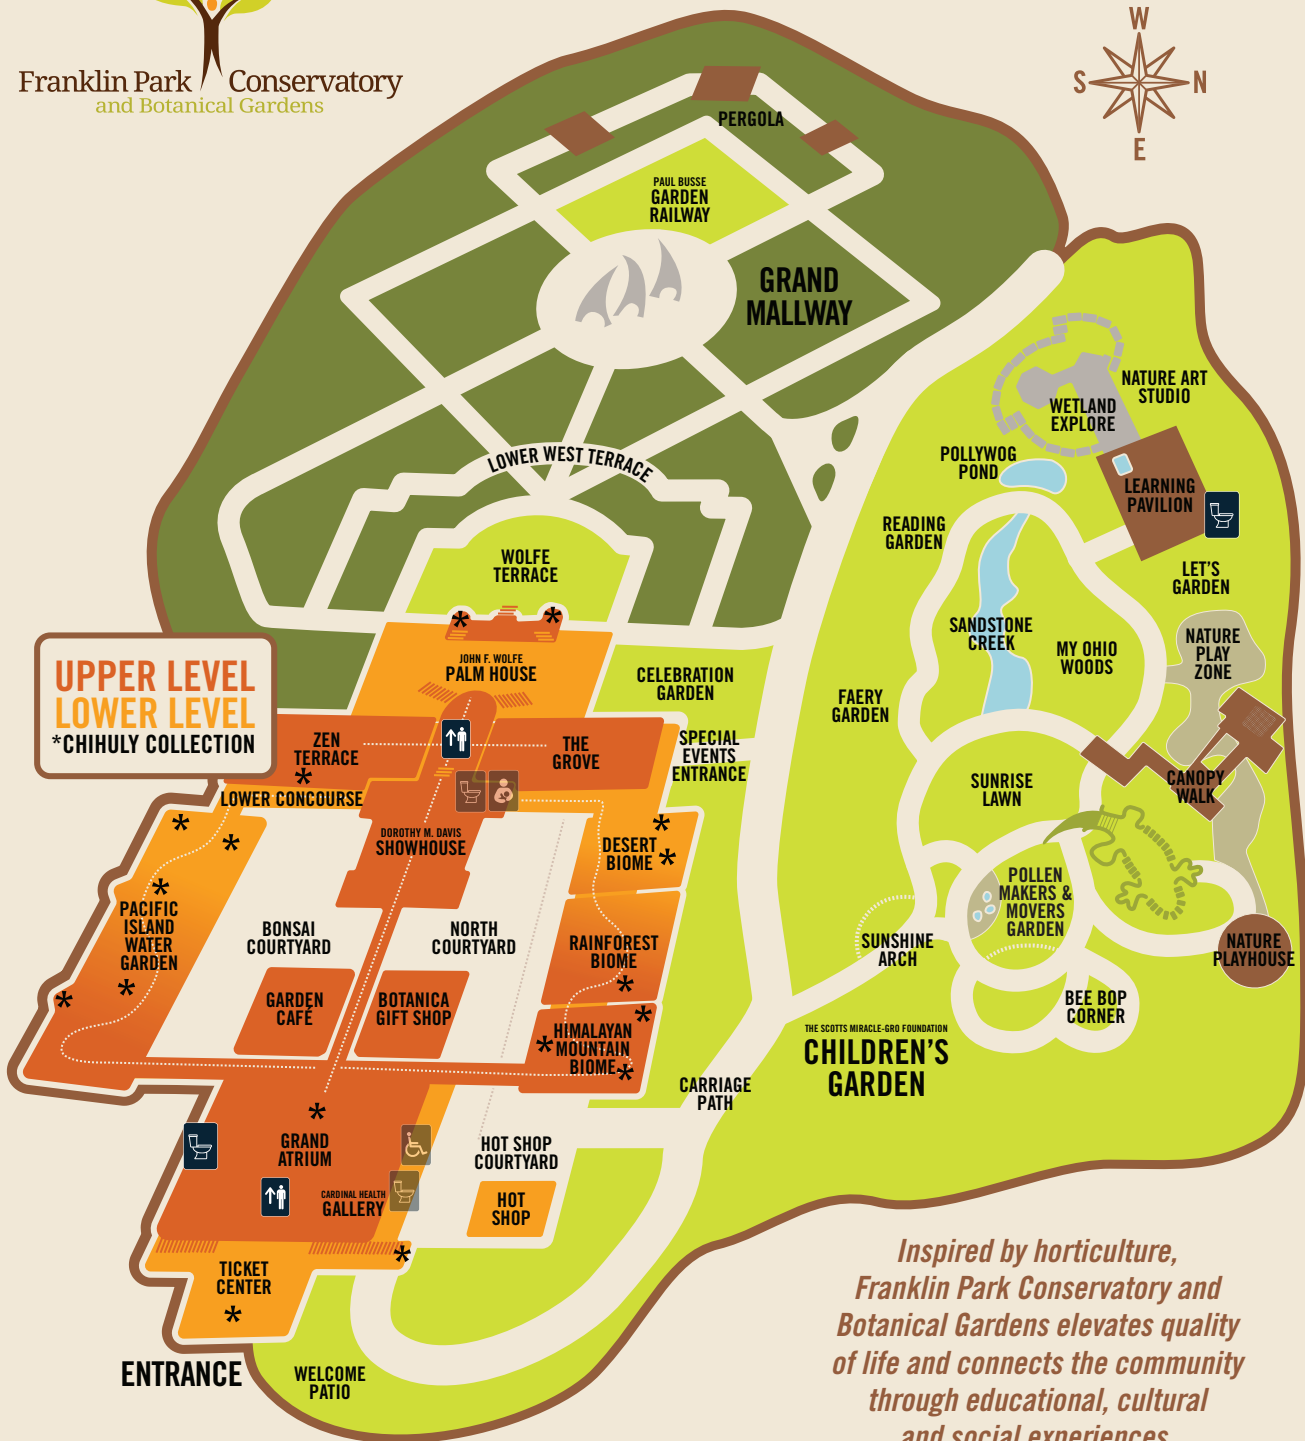 Franklin Park Conservatory
and Botanical Gardens
W
S
N
E
PERGOLA
PAUL BUSSE
GARDEN
RAILWAY
GRAND
MALLWAY
NATURE ART
STUDIO
WETLAND
EXPLORE
POLLYWOG
POND
LEARNING
PAVILION
LOWER WEST TERRACE
READING
GARDEN
WOLFE
TERRACE
LET'S
GARDEN
SANDSTONE
CREEK
MY OHIO
WOODS
NATURE
PLAY
ZONE
UPPER LEVEL
LOWER LEVEL
*CHIHULY COLLECTION
JOHN F. WOLFE
PALM HOUSE
CELEBRATION
GARDEN
FAERY
GARDEN
ZEN
TERRACE
*
THE
GROVE
SPECIAL
EVENTS
ENTRANCE
LOWER CONCOURSE
SUNRISE
LAWN
CANOPY
WALK
DOROTHY M. DAVIS
SHOWHOUSE
DESERT
BIOME *
PACIFIC
ISLAND
WATER
GARDEN
BONSAI
COURTYARD
NORTH
COURTYARD
RAINFOREST
BIOME
*
POLLEN
MAKERS &
MOVERS
GARDEN
SUNSHINE
ARCH
NATURE
PLAYHOUSE
GARDEN
CAFÉ
BOTANICA
GIFT SHOP
BEE BOP
CORNER
*HIMALAYAN
MOUNTAIN
BIOME *
THE SCOTTS MIRACLE-GRO FOUNDATION
CHILDREN'S
GARDEN
CARRIAGE
PATH
*
GRAND
ATRIUM
HOT SHOP
COURTYARD
CARDINAL HEALTH
GALLERY
HOT
SHOP
TICKET
CENTER
*
ENTRANCE
WELCOME
PATIO
Inspired by horticulture,
Franklin Park Conservatory and
Botanical Gardens elevates quality
of life and connects the community
through educational, cultural
and social experiences